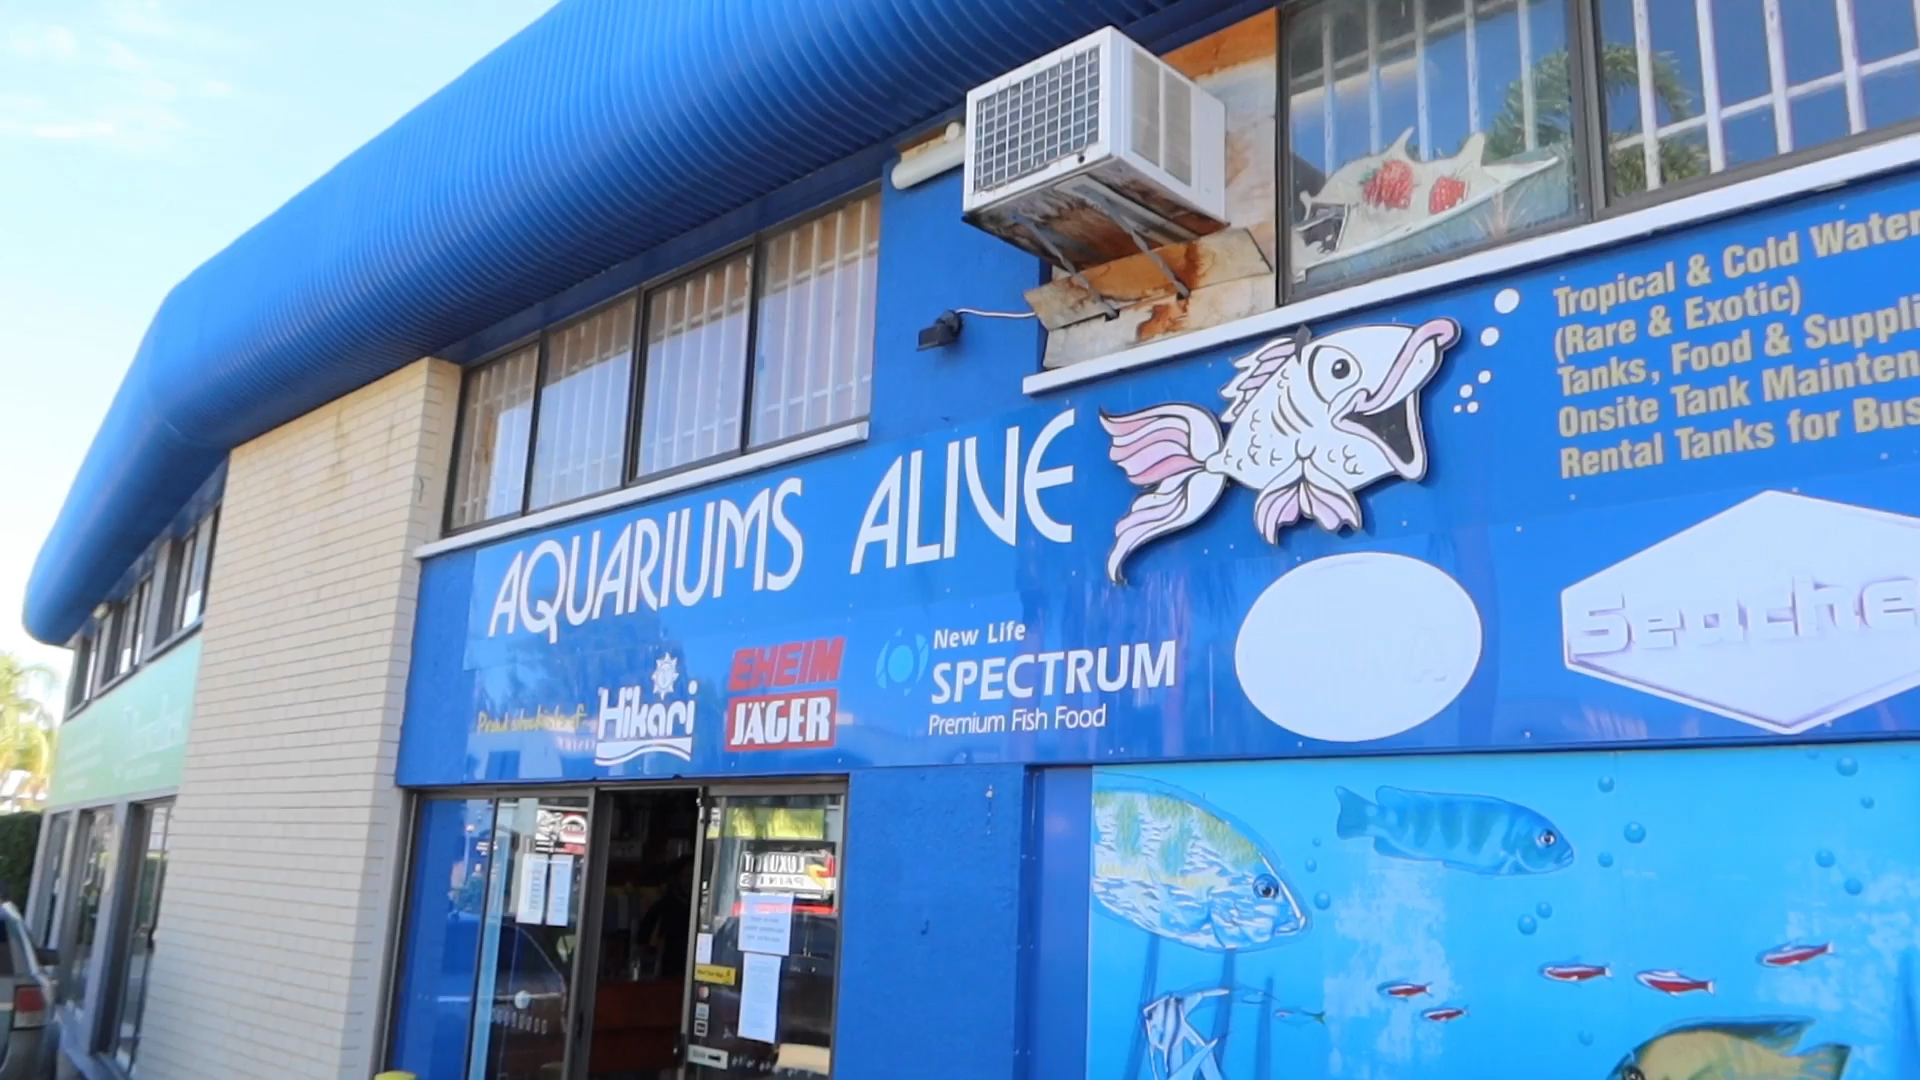 Tropical & Cold Water
(Rare & Exotic)
Tanks, Food & Suppli
Onsite Tank Mainten
Rental Tanks for Bus
AQUARIUMS ALIVE
Proud
Hikari
EHEIM
JÄGER
New Life
SPECTRUM
Premium Fish Food
Seache